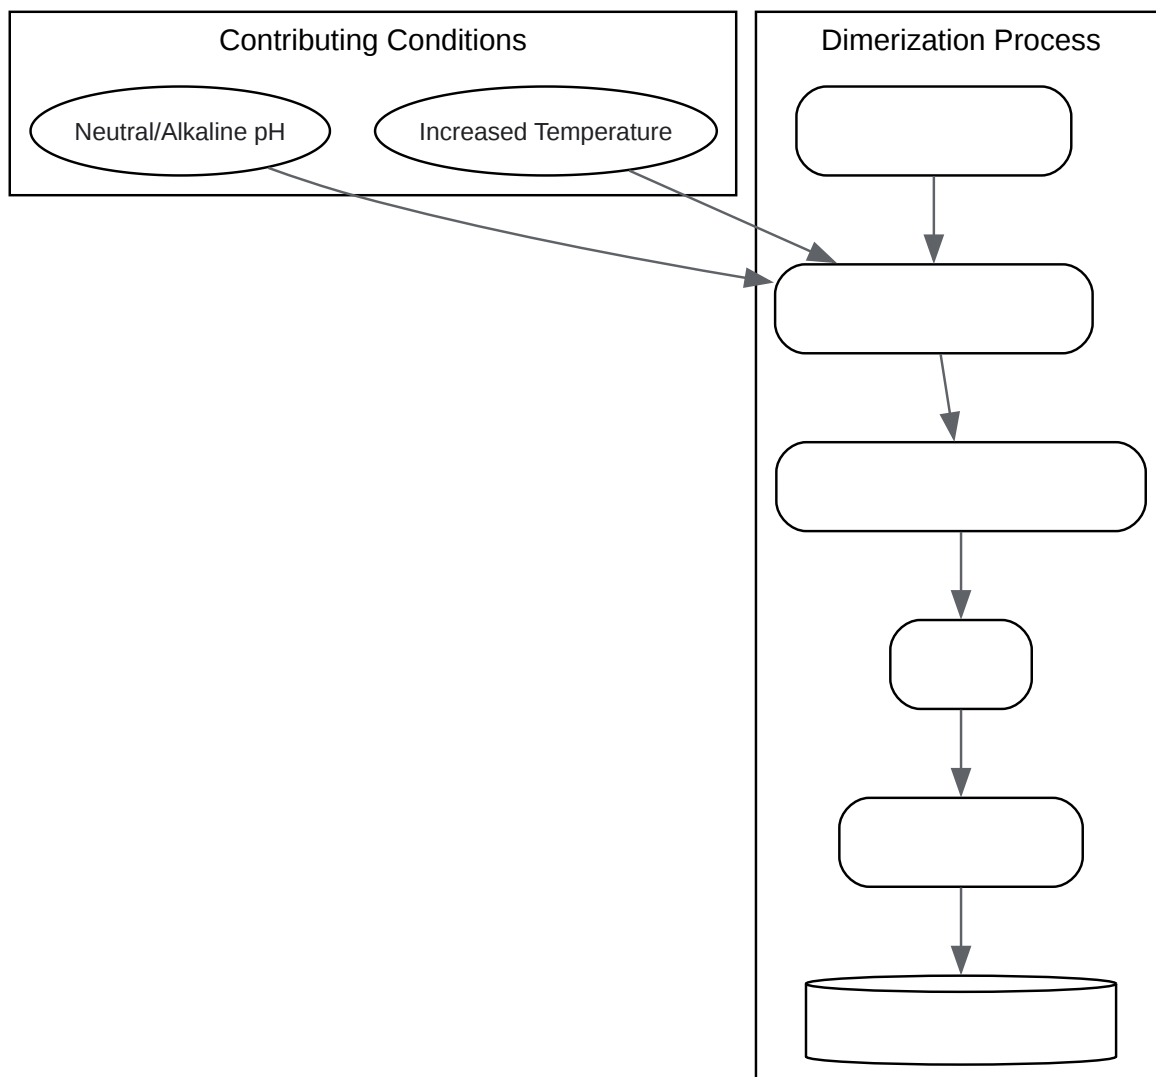 Contributing Conditions
Neutral/Alkaline pH
Increased Temperature
Dimerization Process